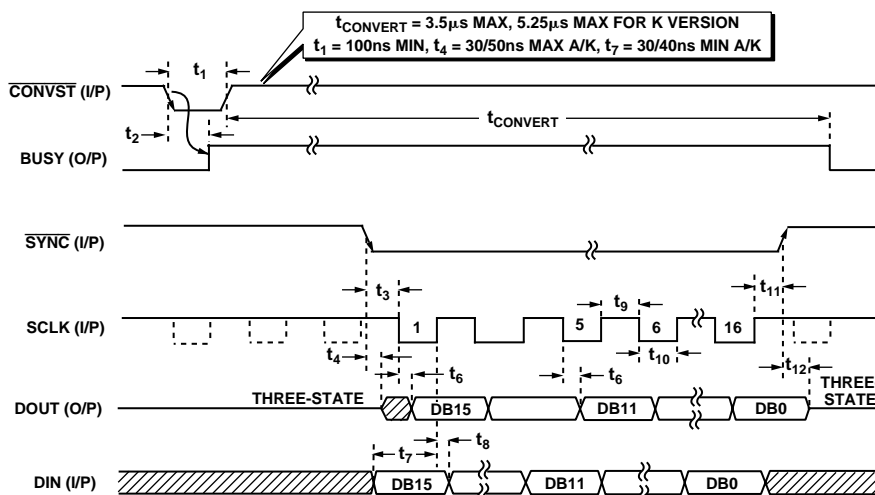 tCONVERT = 3.5μs MAX, 5.25μs MAX FOR K VERSION
t1 = 100ns MIN, t4 = 30/50ns MAX A/K, t7 = 30/40ns MIN A/K
t1
CONVST (I/P)
t2
tCONVERT
BUSY (O/P)
SYNC (I/P)
t3
t9
t11
SCLK (I/P)
1
5
6
16
t4
t6
t6
t10
t12
THREE-STATE
THREE-
STATE
DOUT (O/P)
DB15
DB11
DB0
t7
t8
DIN (I/P)
DB15
DB11
DB0